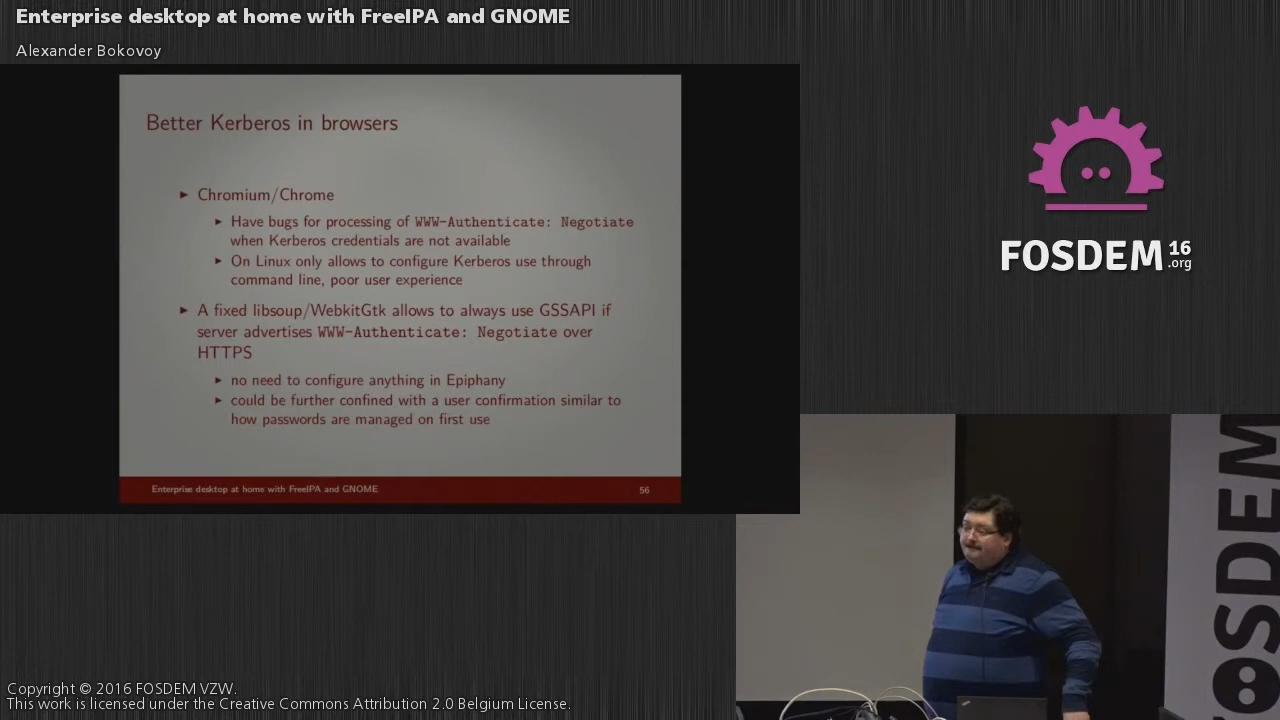 Enterprise desktop at home with FreeIPA and GNOME
Alexander Bokovoy
Better Kerberos in browsers
Chromium/Chrome
Have bugs for processing of WWW-Authenticate: Negotiate
when Kerberos credentials are not available
On Linux only allows to configure Kerberos use through
command line, poor user experience
A fixed libsoup/WebkitGtk allows to always use GSSAPI if
server advertises WWW-Authenticate: Negotiate over
HTTPS
no need to configure anything in Epiphany
could be further confined with a user confirmation similar to
how passwords are managed on first use
Enterprise desktop at home with FreeIPA and GNOME 56
FOSDEM 16
.org
FOSDEM
Copyright © 2016 FOSDEM VZW.
This work is licensed under the Creative Commons Attribution 2.0 Belgium License.